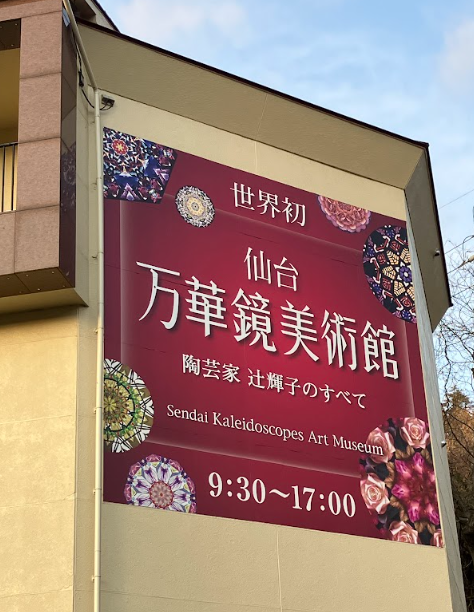 世界初
仙台
万華鏡美術館
陶芸家 辻輝子のすべて
Sendai Kaleidoscopes Art Museum
9:30〜17:00